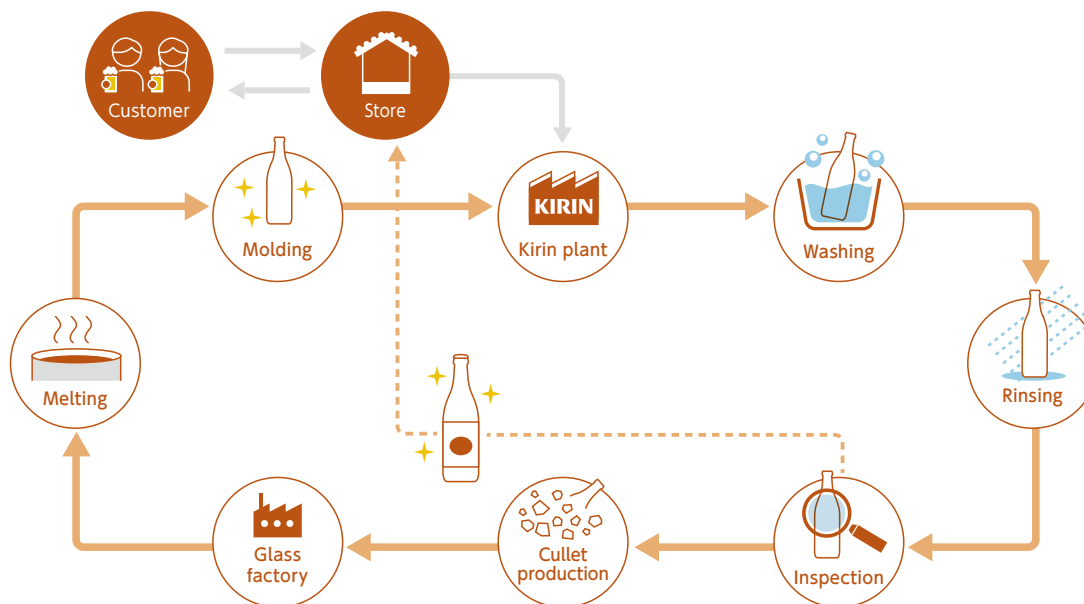 Customer
Store
Molding
KIRIN
Kirin plant
Washing
Melting
Rinsing
Glass
factory
Cullet
production
Inspection